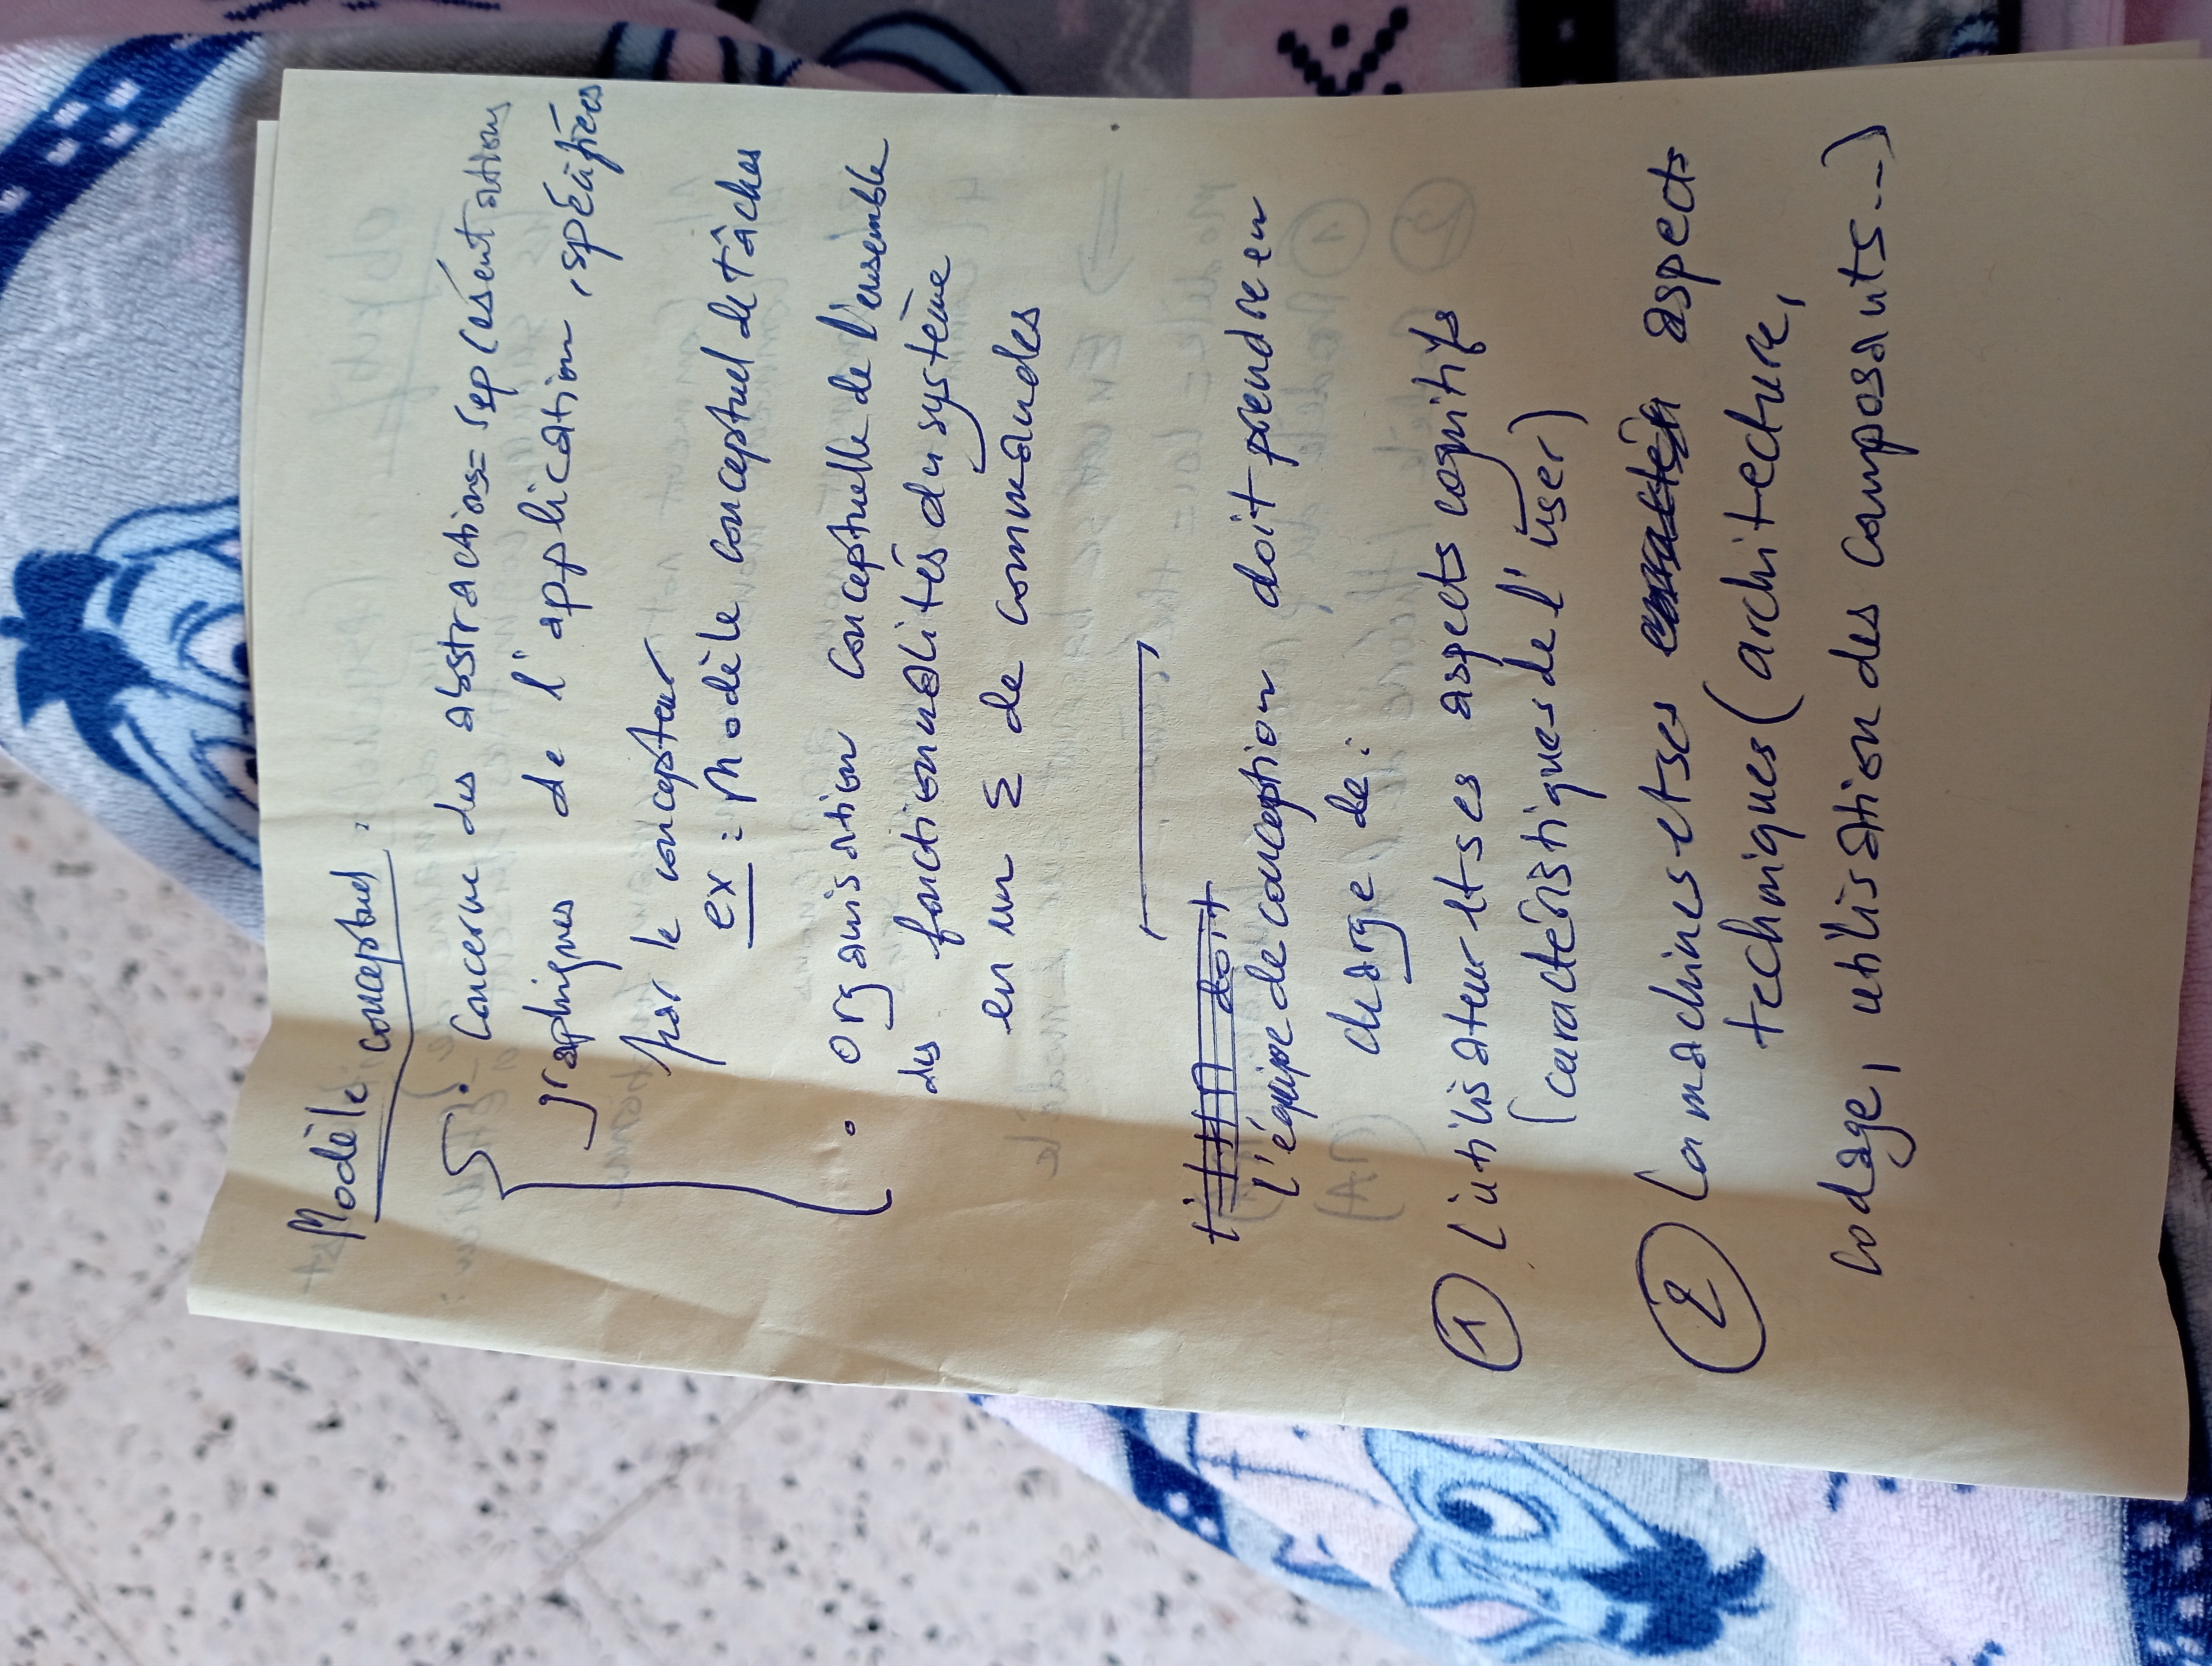 Modèle conceptuel :
• Concerne des abstractions = représentations
graphiques de l'application, spécifiées
par le concepteur
ex : Modèle conceptuel de tâches
• Organisation conceptuelle de l'ensemble
des fonctionnalités du système
en un Σ de commandes
l'IHM doit
L'équipe de conception doit prendre en
charge de :
① L'utilisateur et ses aspects cognitifs
(caractéristiques de l'user)
② La machines et ses aspects
techniques (architecture,
codage, utilisation des composants...)